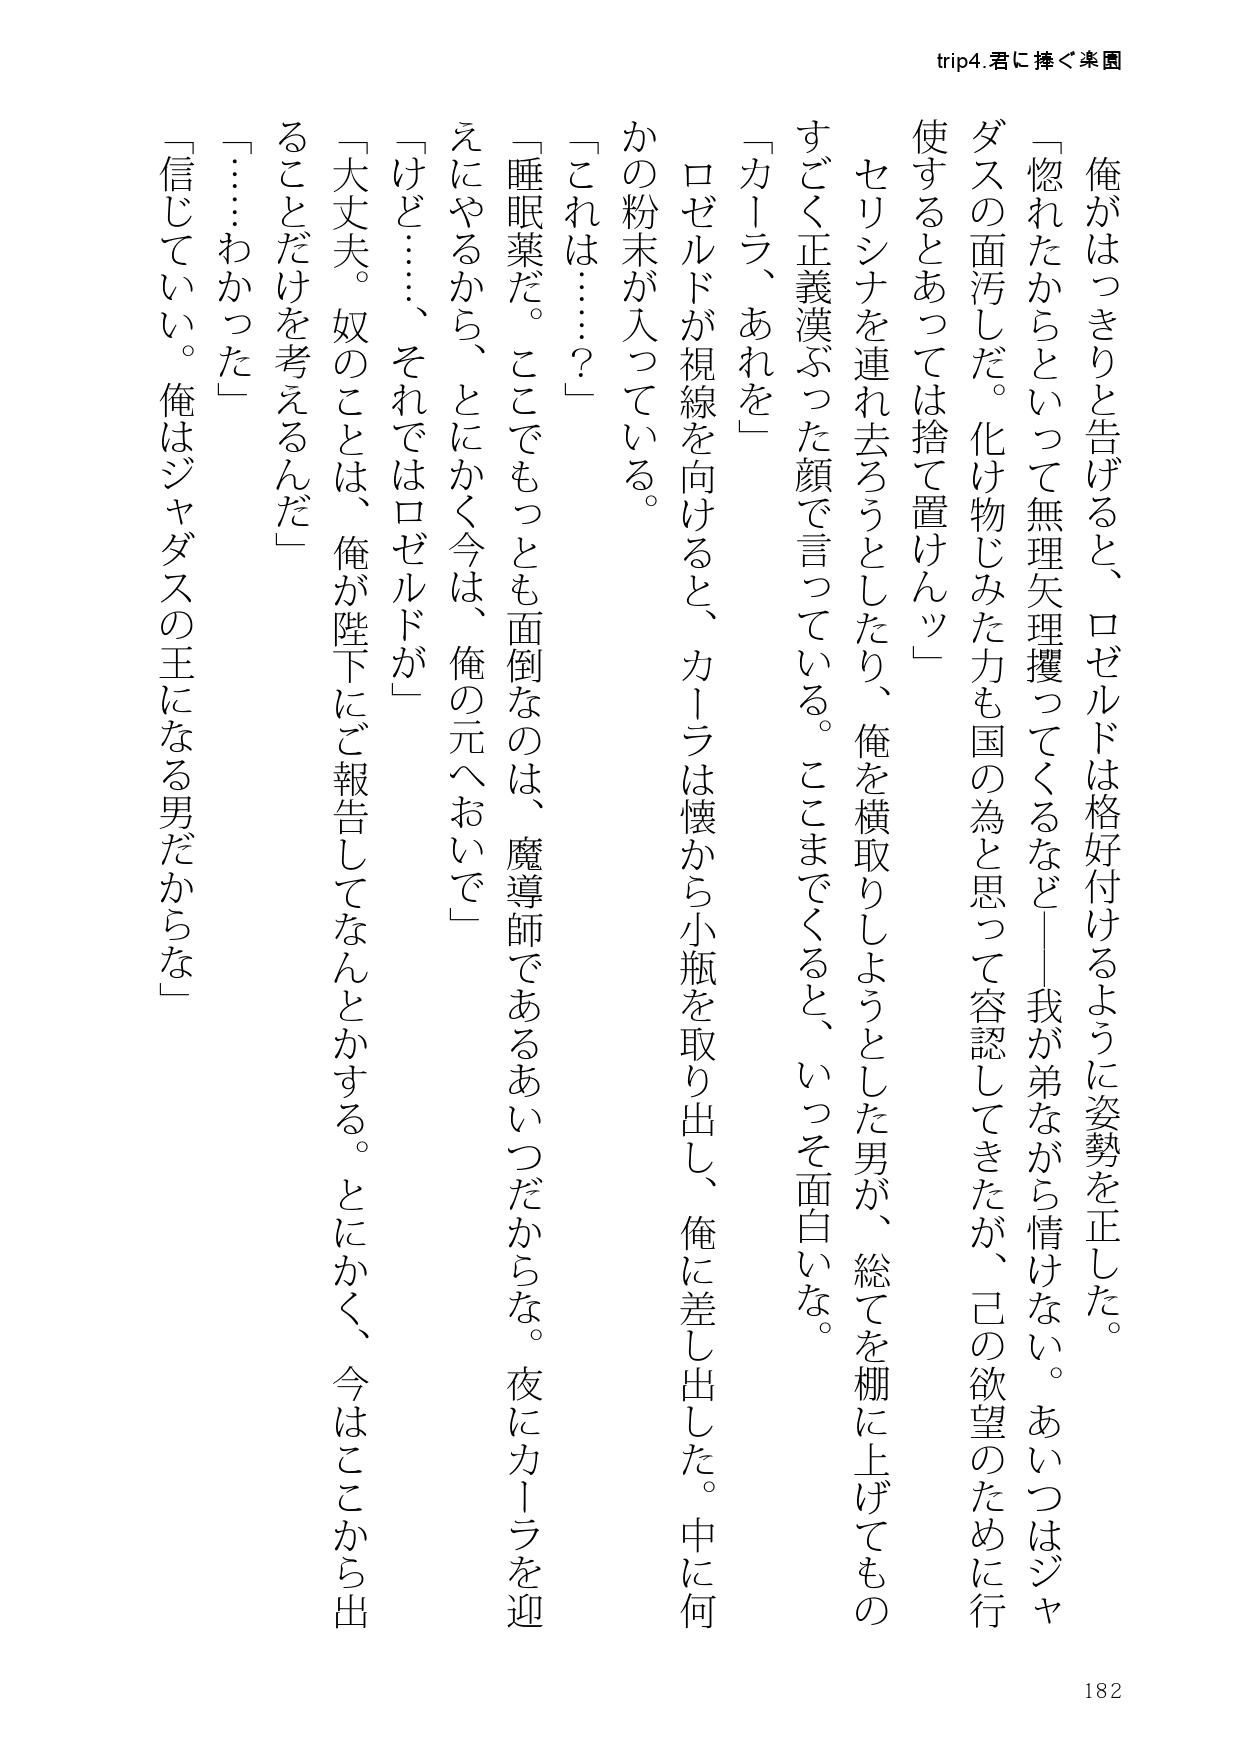 trip4.君に捧ぐ楽園
　俺がはっきりと告げると、ロゼルドは格好付けるように姿勢を正した。
「惚れたからといって無理矢理攫ってくるなど――我が弟ながら情けない。あいつはジャ
ダスの面汚しだ。化け物じみた力も国の為と思って容認してきたが、己の欲望のために行
使するとあっては捨て置けんッ」
　セリシナを連れ去ろうとしたり、俺を横取りしようとした男が、総てを棚に上げてもの
すごく正義漢ぶった顔で言っている。ここまでくると、いっそ面白いな。
「カーラ、あれを」
　ロゼルドが視線を向けると、カーラは懐から小瓶を取り出し、俺に差し出した。中に何
かの粉末が入っている。
「これは……？」
「睡眠薬だ。ここでもっとも面倒なのは、魔導師であるあいつだからな。夜にカーラを迎
えにやるから、とにかく今は、俺の元へおいで」
「けど……、それではロゼルドが」
「大丈夫。奴のことは、俺が陛下にご報告してなんとかする。とにかく、今はここから出
ることだけを考えるんだ」
「……わかった」
「信じていい。俺はジャダスの王になる男だからな」
182